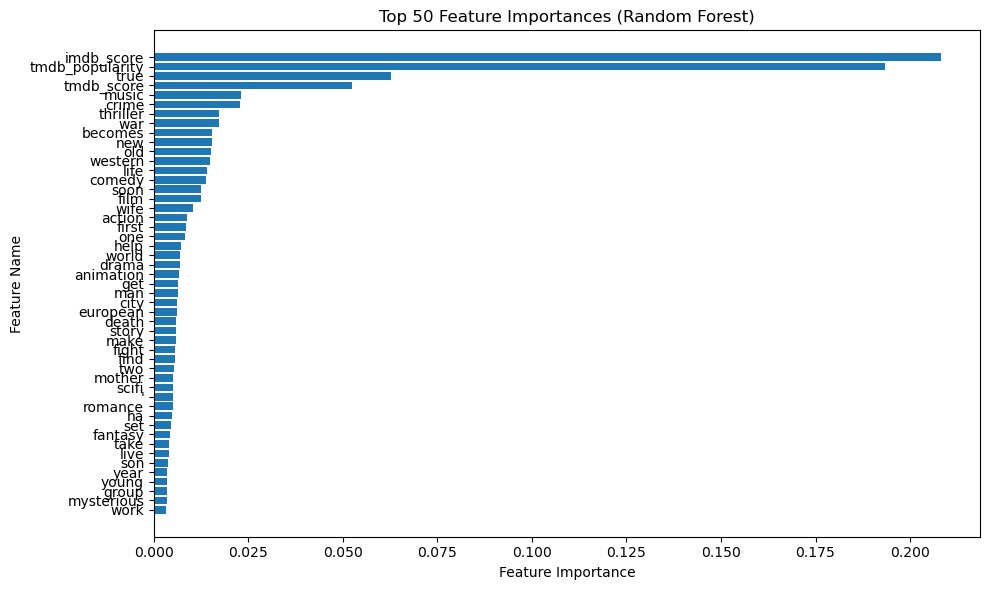 Top 50 Feature Importances (Random Forest)
Feature Name
imdb_score
tmdb_popularity
true
tmdb_score
music
crime
thriller
war
becomes
new
old
western
life
comedy
soon
film
wife
action
first
one
help
world
drama
animation
get
man
city
european
death
story
make
fight
find
two
mother
scifi
'
romance
ha
set
fantasy
take
live
son
year
young
group
mysterious
work
0.000 0.025 0.050 0.075 0.100 0.125 0.150 0.175 0.200
Feature Importance